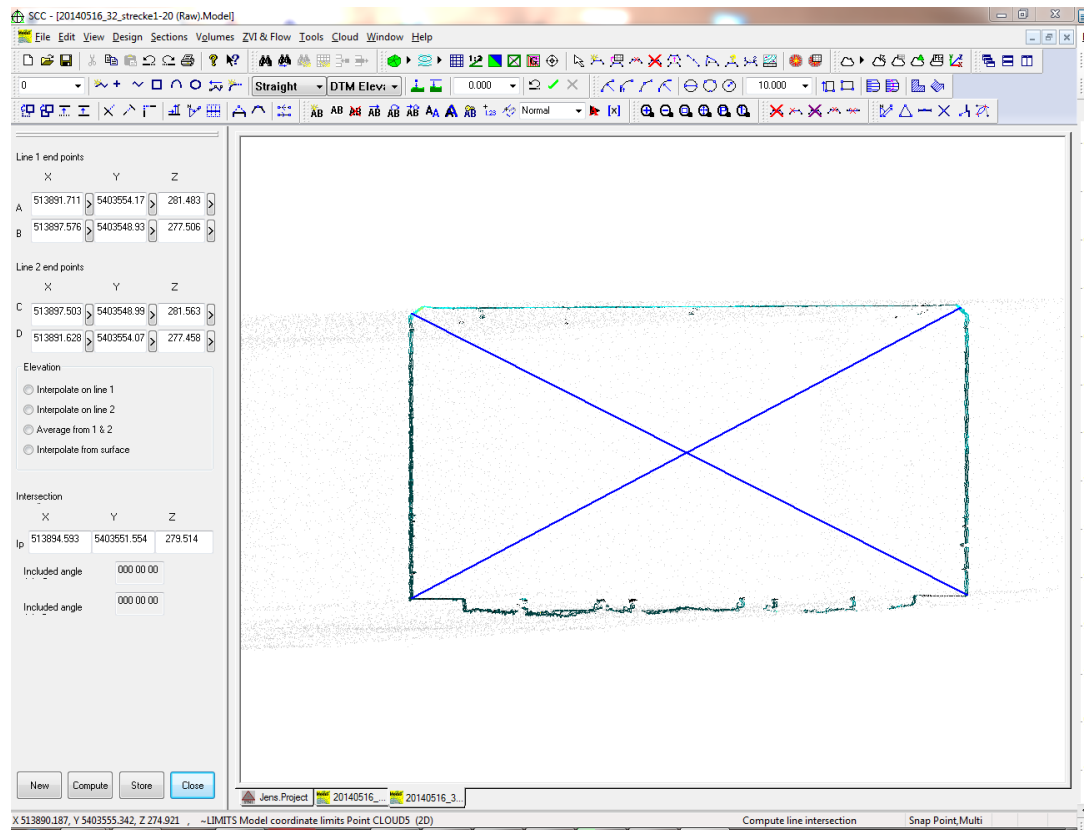 SCC - [20140516_32_strecke1-20 (Raw).Model]
File Edit View Design Sections Volumes ZVI & Flow Tools Cloud Window Help
0 Straight DTM Elev: 0.000 10.000
Normal
Line 1 end points
X Y Z
A 513891.711 > 5403554.17 > 281.483 >
B 513897.576 > 5403548.93 > 277.506 >
Line 2 end points
X Y Z
C 513897.503 > 5403548.99 > 281.563 >
D 513891.628 > 5403554.07 > 277.458 >
Elevation
Interpolate on line 1
Interpolate on line 2
Average from 1 & 2
Interpolate from surface
Intersection
X Y Z
Ip 513894.593 5403551.554 279.514
Included angle 000 00 00
Included angle 000 00 00
New Compute Store Close
Jens.Project 20140516_... 20140516_3...
X 513890.187, Y 5403555.342, Z 274.921 , ~LIMITS Model coordinate limits Point CLOUD5 (2D) Compute line intersection Snap Point,Multi